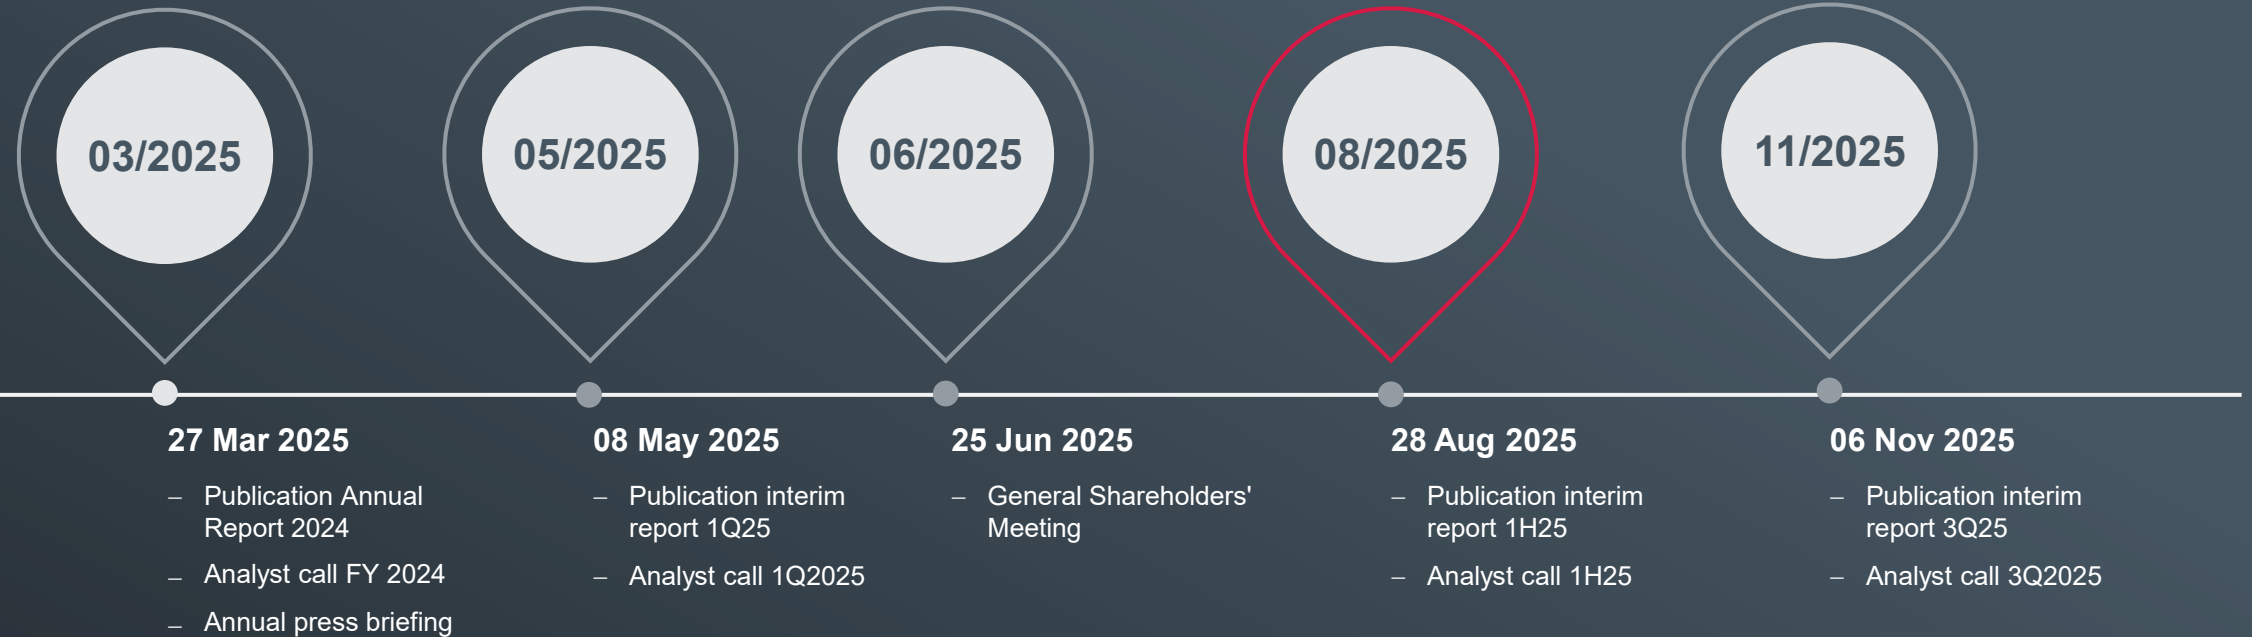 03/2025
05/2025
06/2025
08/2025
11/2025
27 Mar 2025
– Publication Annual
Report 2024
– Analyst call FY 2024
– Annual press briefing
08 May 2025
– Publication interim
report 1Q25
– Analyst call 1Q2025
25 Jun 2025
– General Shareholders'
Meeting
28 Aug 2025
– Publication interim
report 1H25
– Analyst call 1H25
06 Nov 2025
– Publication interim
report 3Q25
– Analyst call 3Q2025